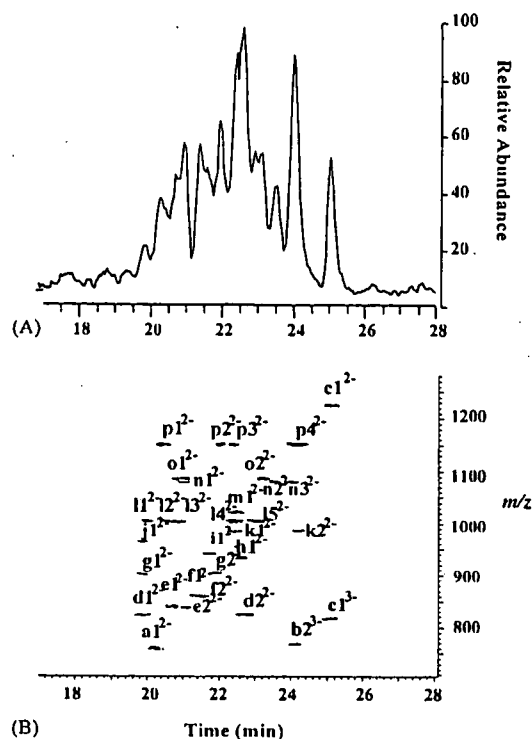 100
80
60
40
20
Relative Abundance
18 20 22 24 26 28
(A)
c1²⁻
1200
p1²⁻ p2²⁻ p3²⁻ p4²⁻
1100
o1²⁻ n1²⁻ o2²⁻ n2²⁻ n3²⁻
m1²⁻
m/z
l1²⁻ l2²⁻ l3²⁻ l4²⁻ l5²⁻
1000
j1²⁻ i1²⁻ k1²⁻ k2²⁻
h1²⁻
g1²⁻ g2²⁻
900
e1²⁻ f1²⁻ f2²⁻
d1²⁻ e2²⁻ d2²⁻ c1³⁻
800
a1²⁻ b2³⁻
18 20 22 24 26 28
(B) Time (min)